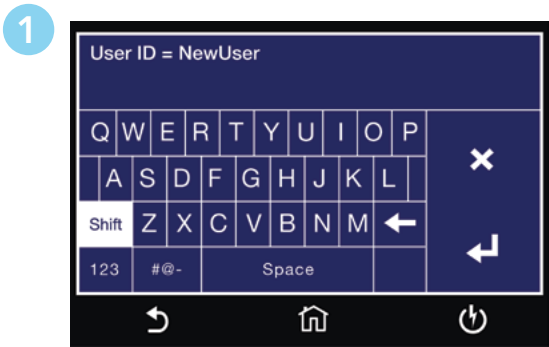 1
User ID = NewUser
Q W E R T Y U I O P
A S D F G H J K L
Shift Z X C V B N M
123 #@- Space